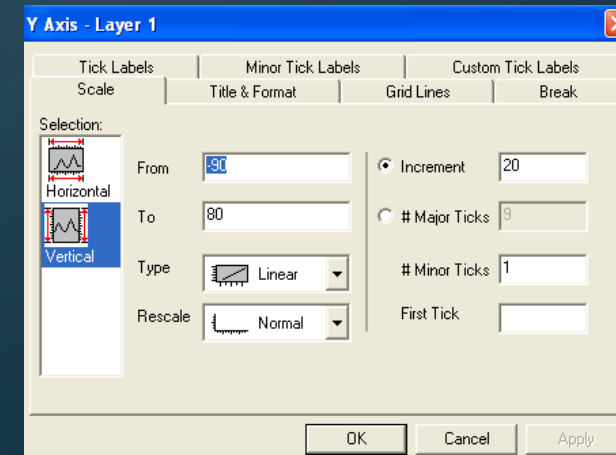 Y Axis - Layer 1
Tick Labels Minor Tick Labels Custom Tick Labels
Scale Title & Format Grid Lines Break
Selection:
Horizontal
Vertical
From -90
To 80
Type Linear
Rescale Normal
Increment 20
# Major Ticks 9
# Minor Ticks 1
First Tick
OK Cancel Apply